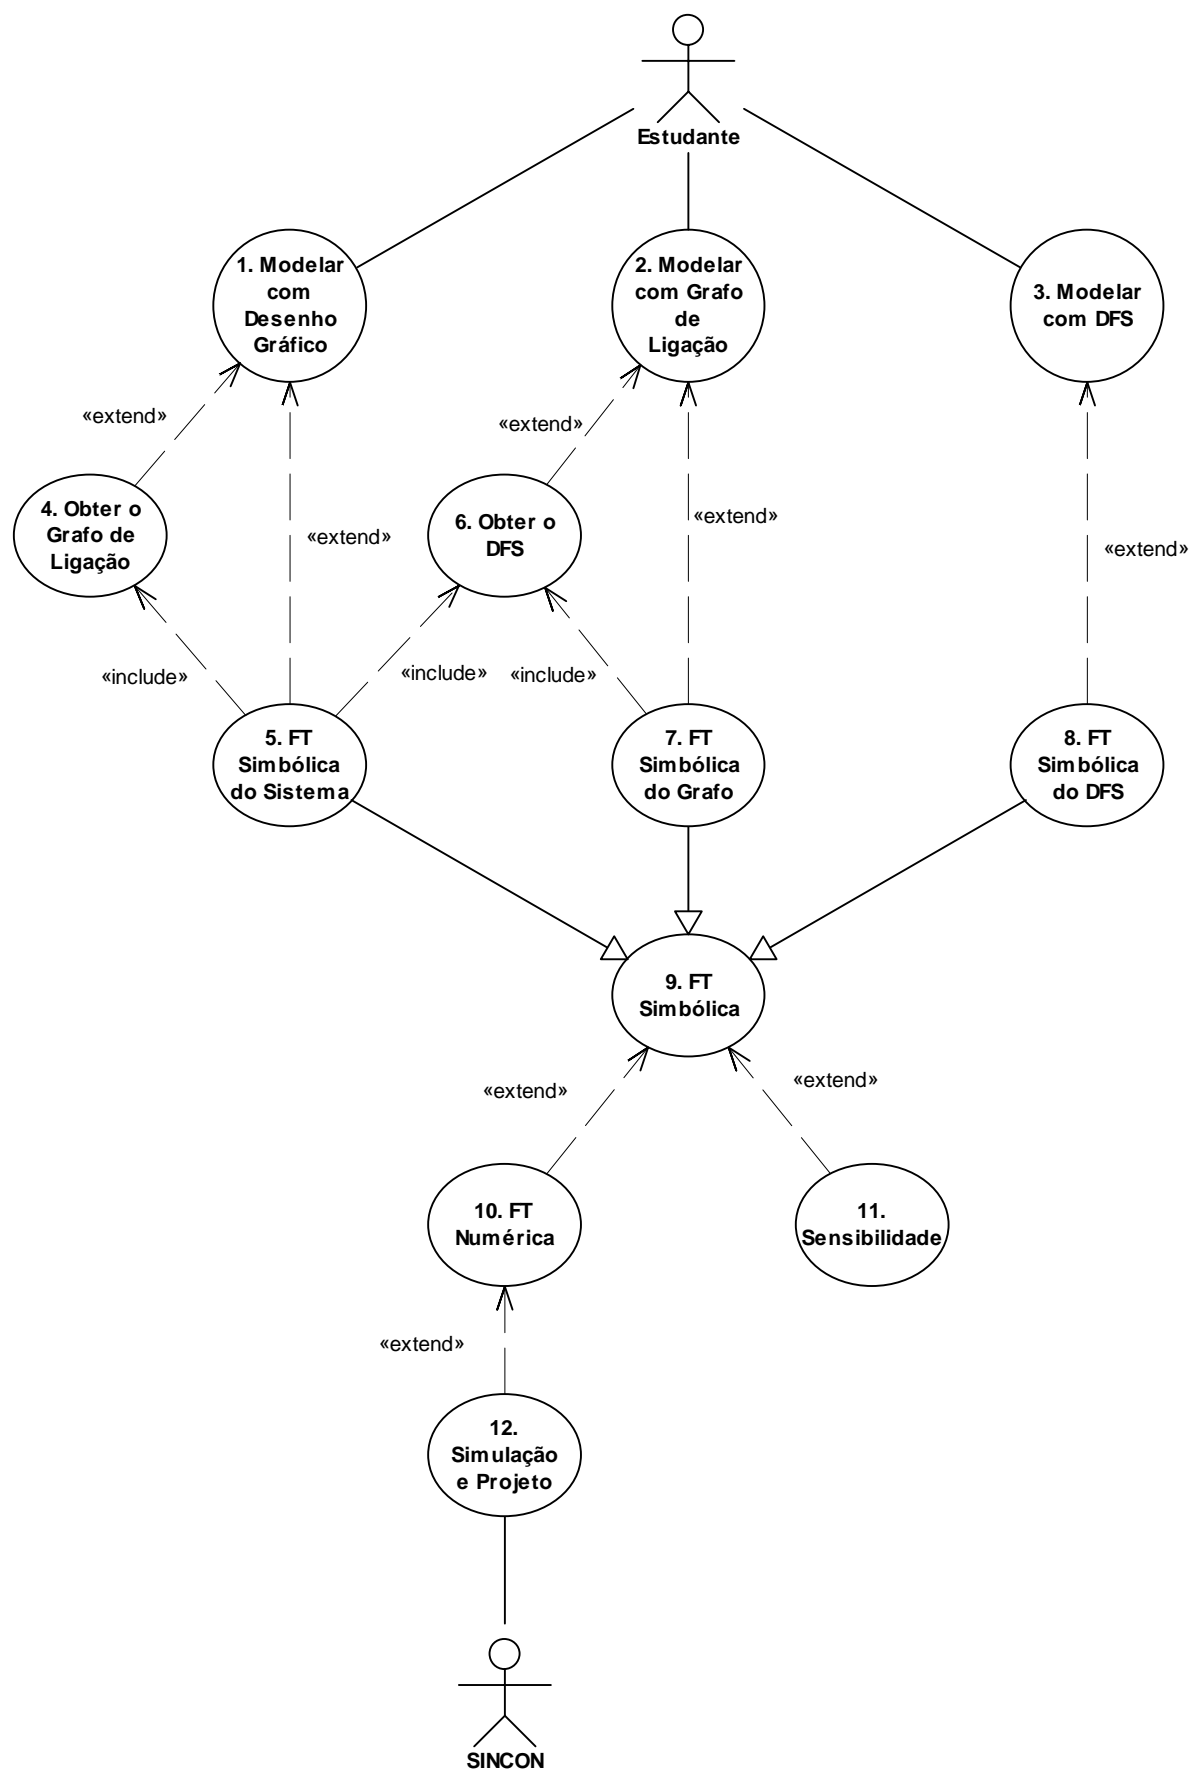 Estudante
1. Modelar
com
Desenho
Gráfico
2. Modelar
com Grafo
de
Ligação
3. Modelar
com DFS
«extend»
«extend»
4. Obter o
Grafo de
Ligação
6. Obter o
DFS
«extend»
«extend»
«extend»
«include»
«include»
«include»
5. FT
Simbólica
do Sistema
7. FT
Simbólica
do Grafo
8. FT
Simbólica
do DFS
9. FT
Simbólica
«extend»
«extend»
10. FT
Numérica
11.
Sensibilidade
«extend»
12.
Simulação
e Projeto
SINCON